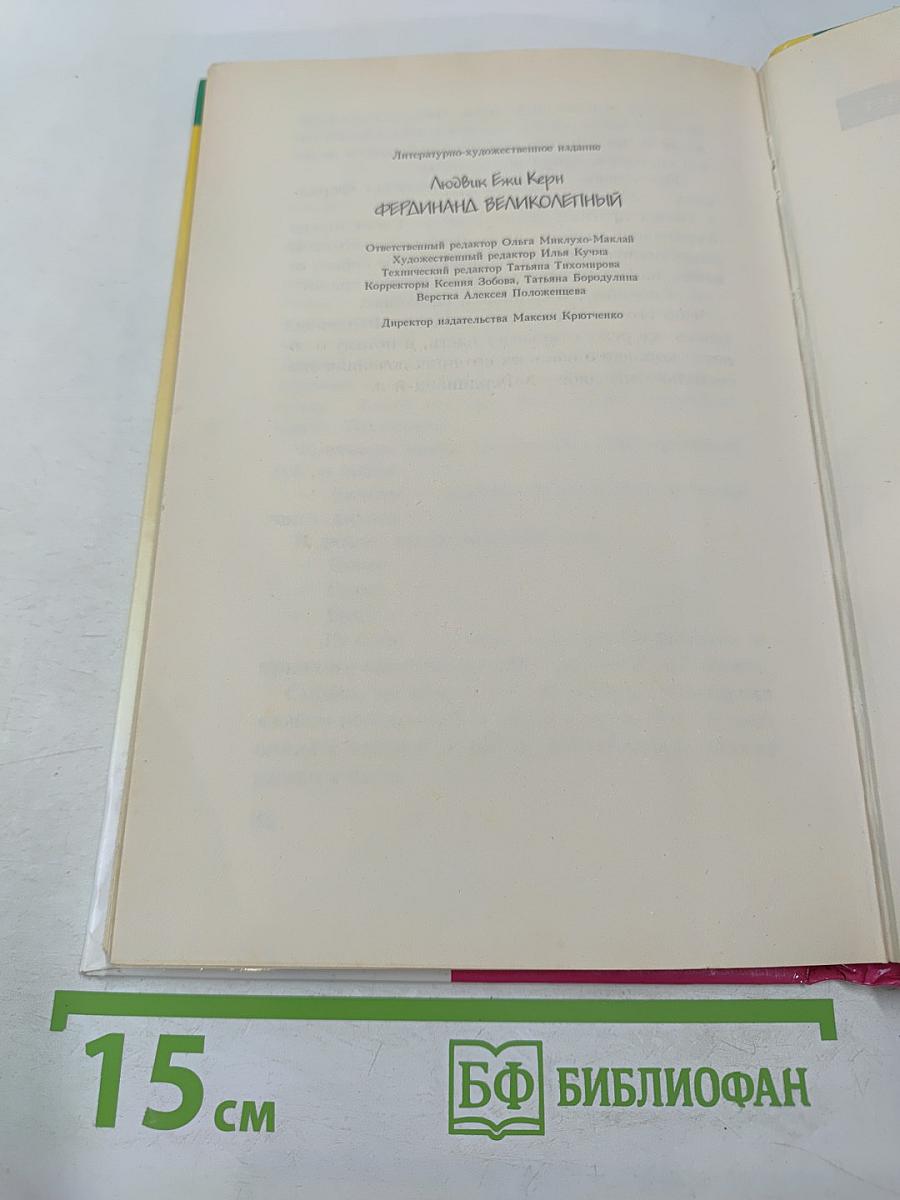 Литературно-художественное издание
Людвик Ежи Керн
ФЕРДИНАНД ВЕЛИКОЛЕПНЫЙ
Ответственный редактор Ольга Миклухо-Маклай
Художественный редактор Илья Кучма
Технический редактор Татьяна Тихомирова
Корректоры Ксения Зобова, Татьяна Бородулина
Верстка Алексея Положенцева
Директор издательства Максим Крютченко
15 см
БФ БИБЛИОФАН